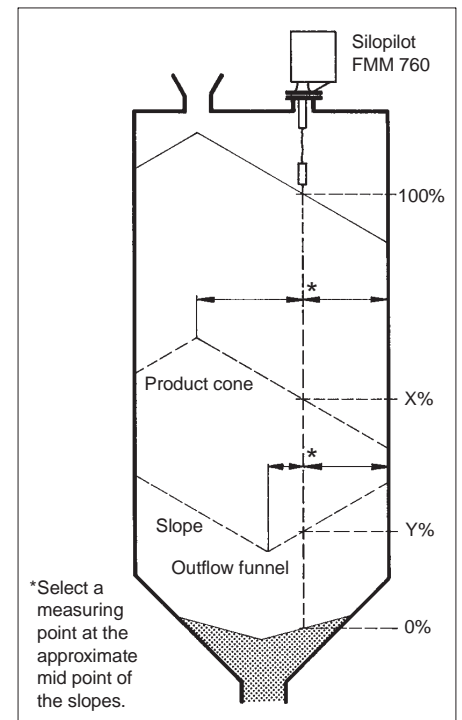 Silopilot
FMM 760
100%
*
Product cone
X%
*
Slope
Y%
Outflow funnel
*Select a
measuring
point at the
approximate
mid point of
the slopes.
0%